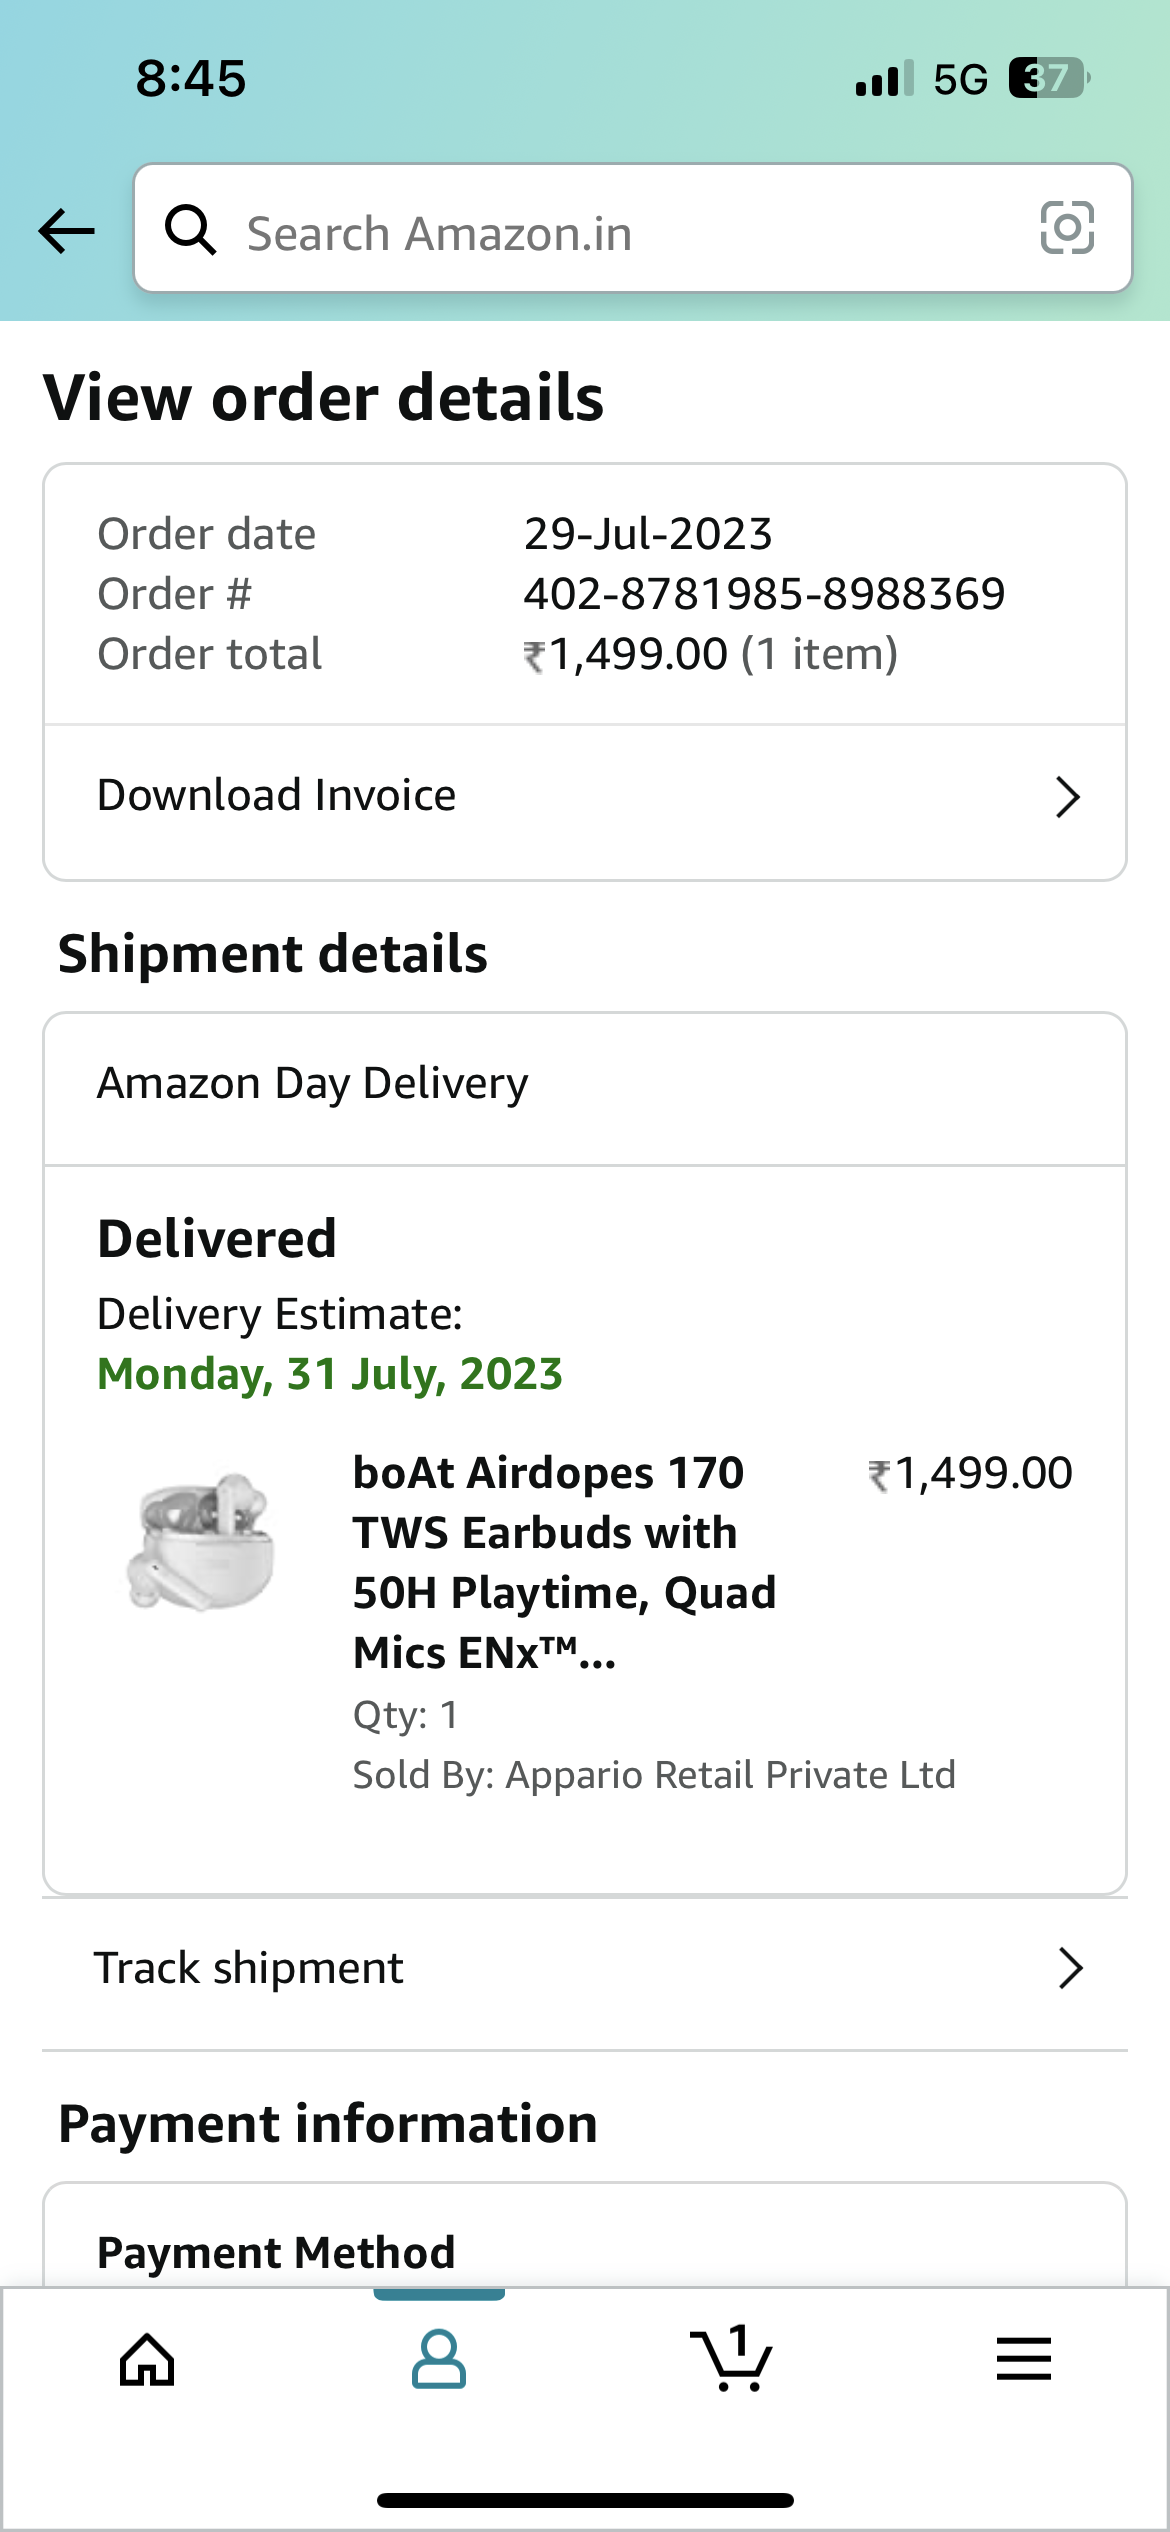 8:45
5G
37
Search Amazon.in
View order details
Order date 29-Jul-2023
Order # 402-8781985-8988369
Order total ₹1,499.00 (1 item)
Download Invoice
Shipment details
Amazon Day Delivery
Delivered
Delivery Estimate:
Monday, 31 July, 2023
boAt Airdopes 170 ₹1,499.00
TWS Earbuds with
50H Playtime, Quad
Mics ENx™...
Qty: 1
Sold By: Appario Retail Private Ltd
Track shipment
Payment information
Payment Method
1